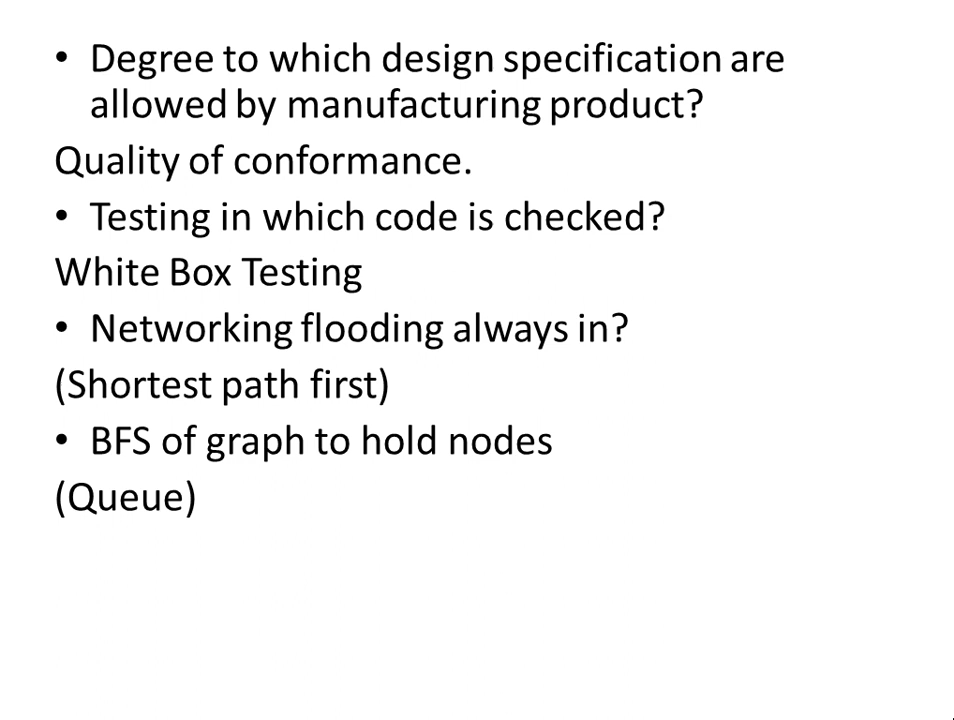 • Degree to which design specification are
allowed by manufacturing product?
Quality of conformance.
• Testing in which code is checked?
White Box Testing
• Networking flooding always in?
(Shortest path first)
• BFS of graph to hold nodes
(Queue)